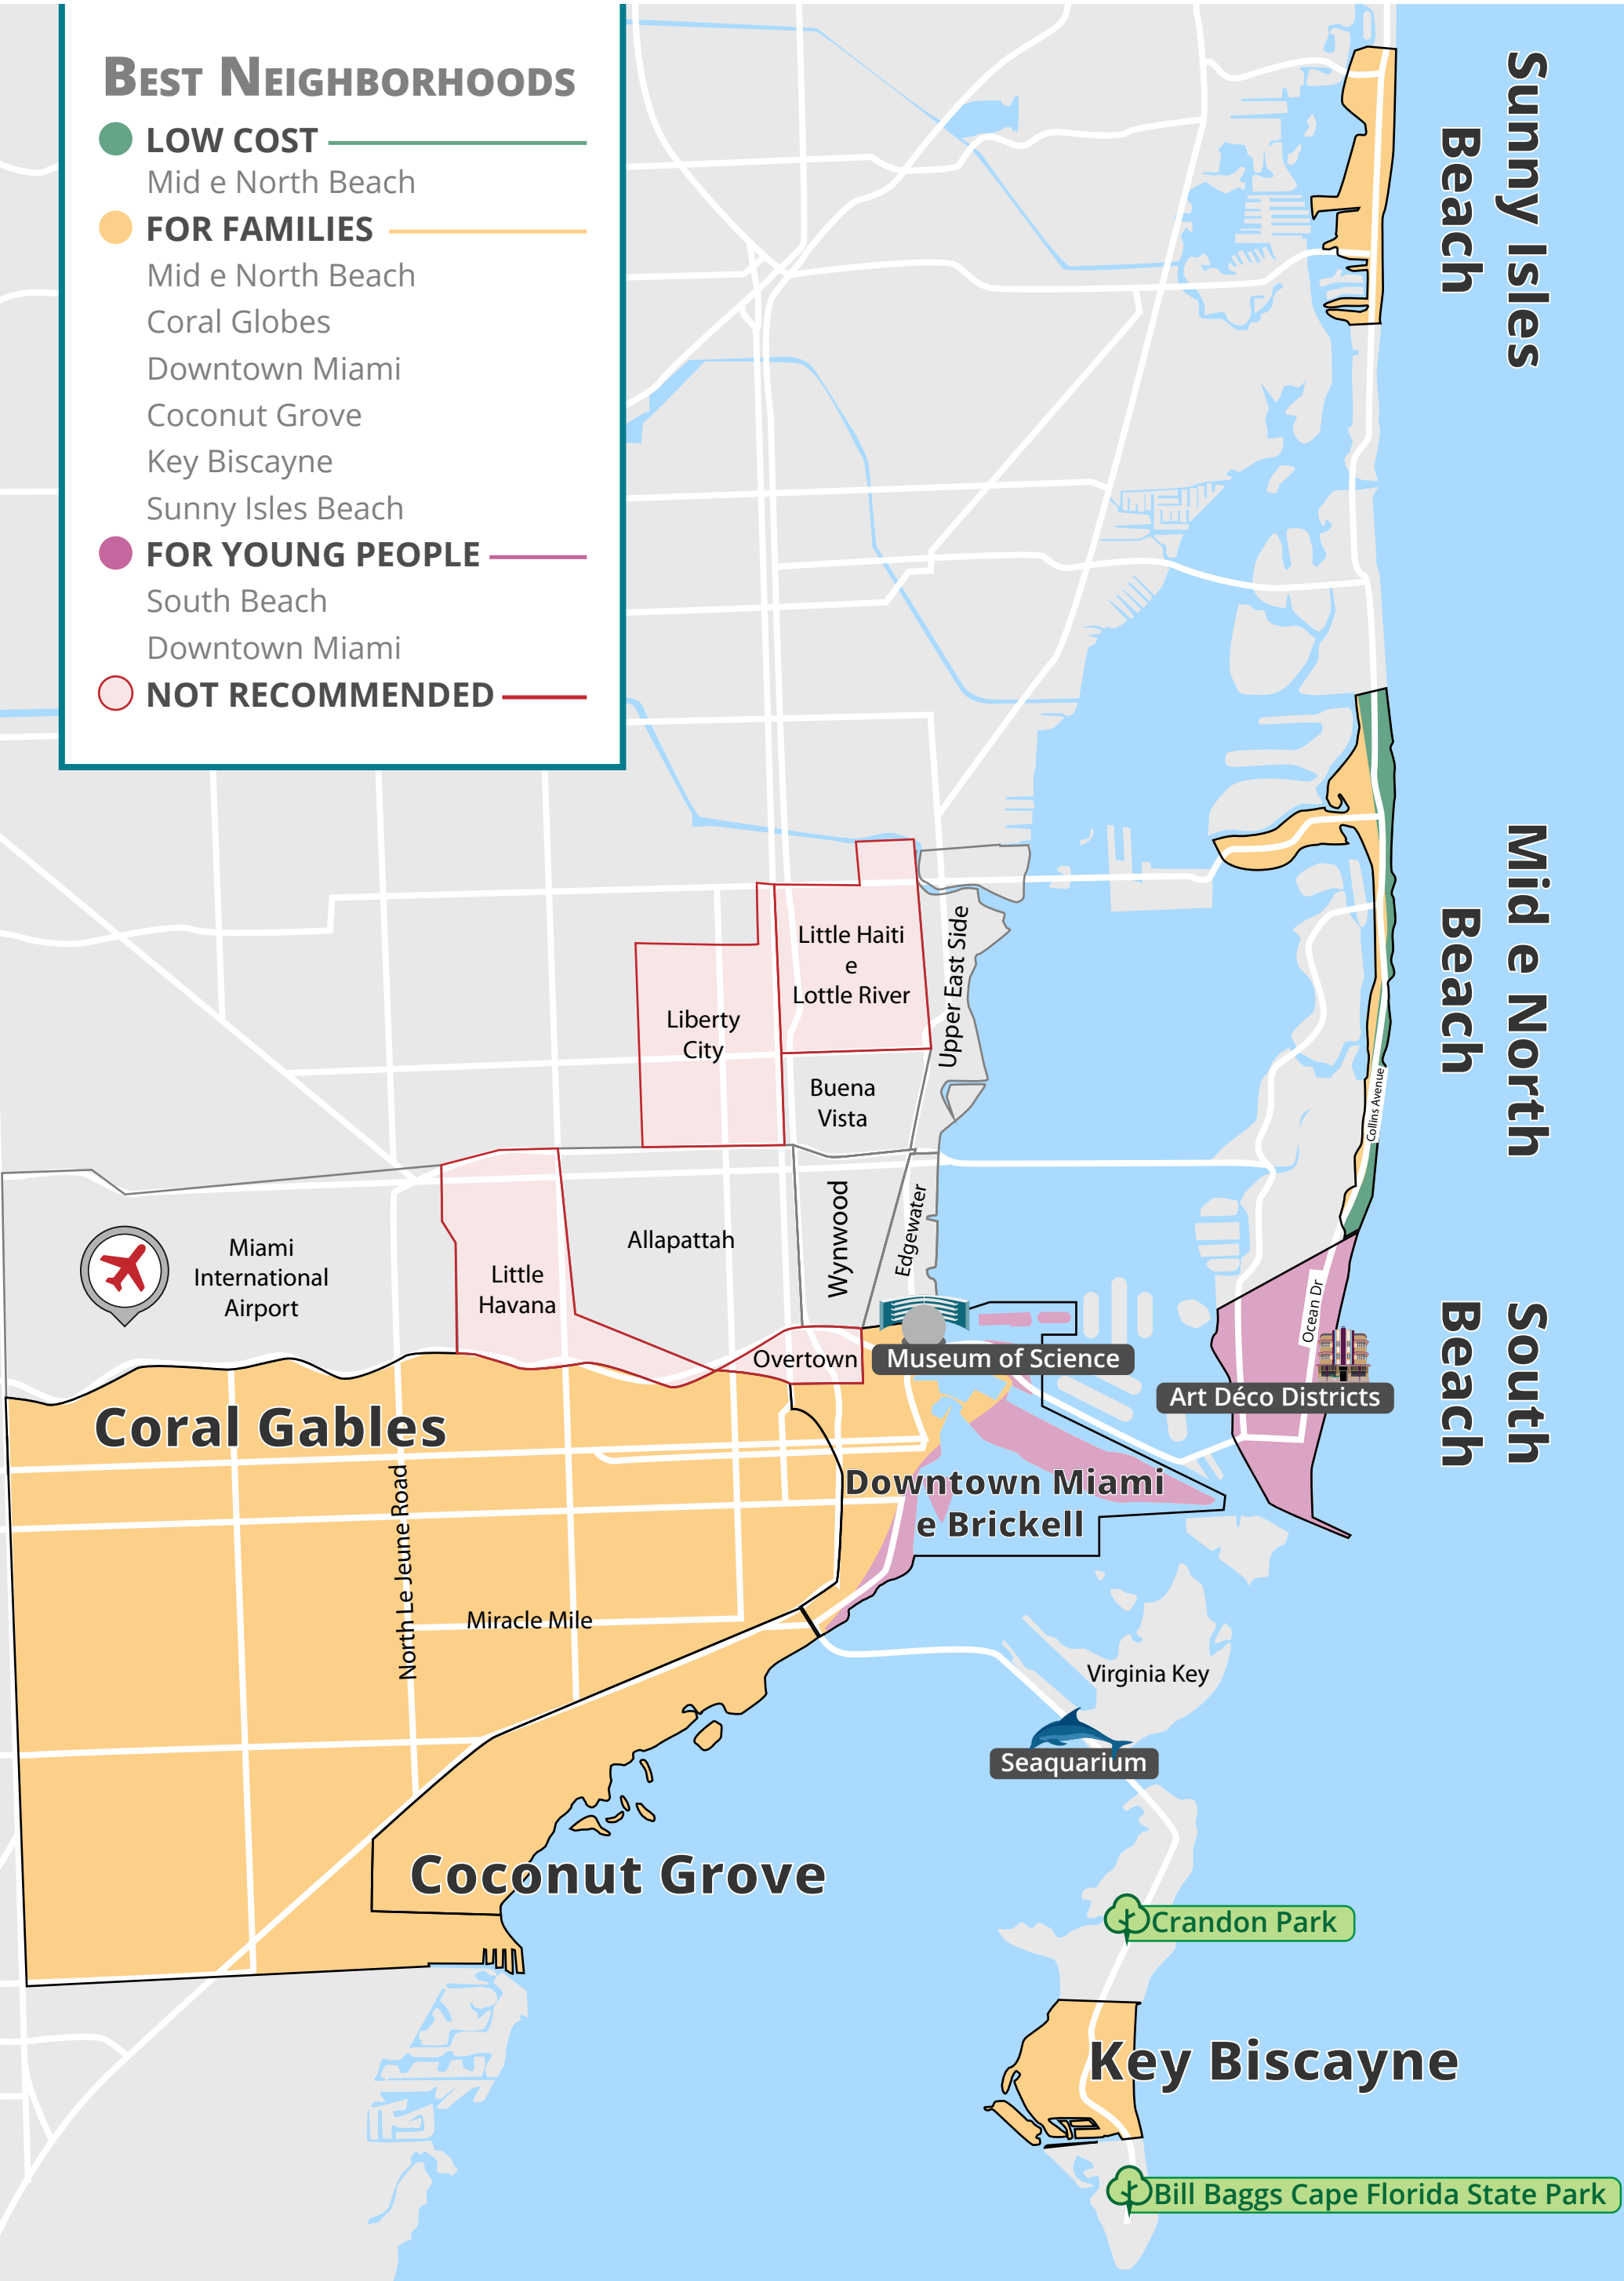 BEST NEIGHBORHOODS
LOW COST
Mid e North Beach
FOR FAMILIES
Mid e North Beach
Coral Globes
Downtown Miami
Coconut Grove
Key Biscayne
Sunny Isles Beach
FOR YOUNG PEOPLE
South Beach
Downtown Miami
NOT RECOMMENDED
Sunny Isles
Beach
Mid e North
Beach
South
Beach
Little Haiti
e
Lottle River
Upper East Side
Liberty
City
Buena
Vista
Collins Avenue
Wynwood
Edgewater
Allapattah
Miami
International
Airport
Little
Havana
Ocean Dr
Overtown
Museum of Science
Art Déco Districts
Coral Gables
North Le Jeune Road
Downtown Miami
e Brickell
Miracle Mile
Virginia Key
Seaquarium
Coconut Grove
Crandon Park
Key Biscayne
Bill Baggs Cape Florida State Park